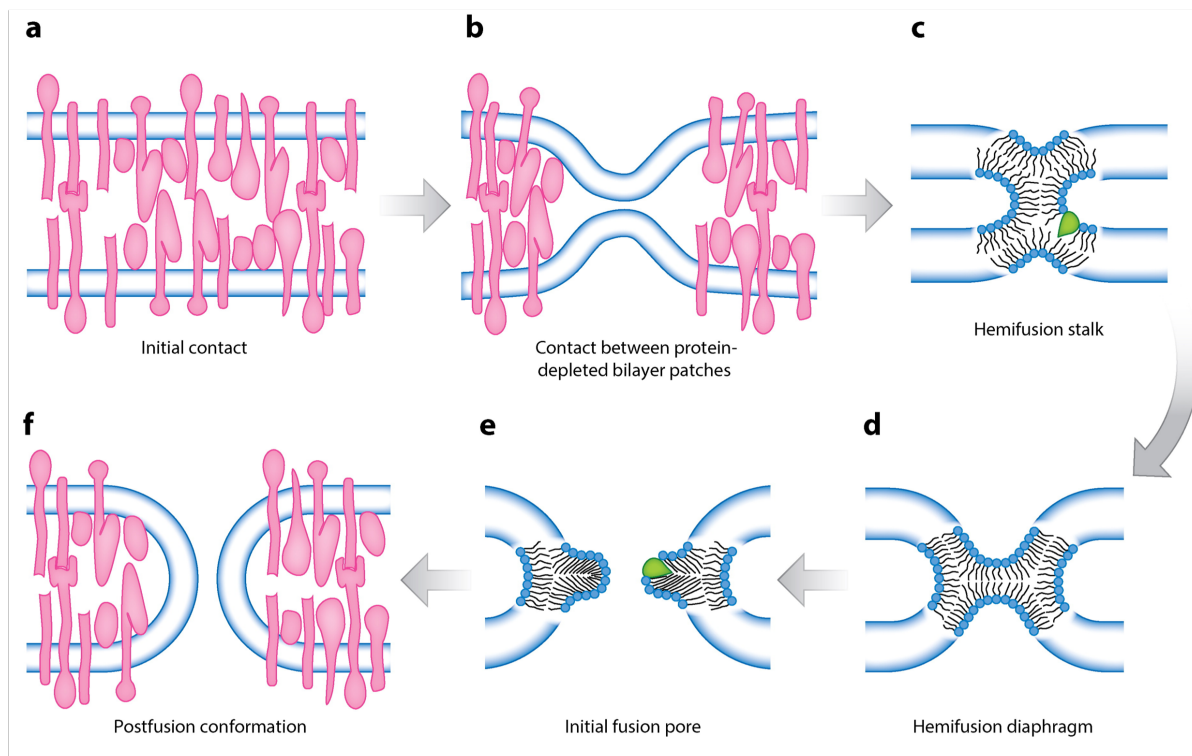 a
Initial contact
b
Contact between protein-
depleted bilayer patches
c
Hemifusion stalk
f
Postfusion conformation
e
Initial fusion pore
d
Hemifusion diaphragm